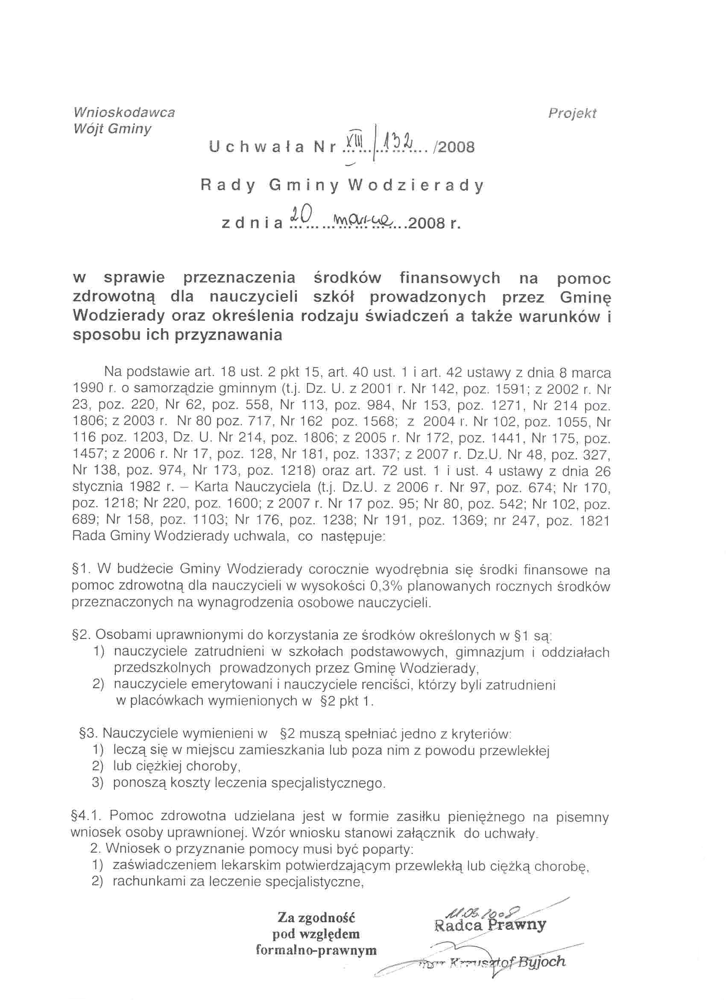 Wnioskodawca Projekt
Wójt Gminy
Uchwała Nr XIII/132 /2008
Rady Gminy Wodzierady
z dnia 20 marca 2008 r.
w sprawie przeznaczenia środków finansowych na pomoc
zdrowotną dla nauczycieli szkół prowadzonych przez Gminę
Wodzierady oraz określenia rodzaju świadczeń a także warunków i
sposobu ich przyznawania
Na podstawie art. 18 ust. 2 pkt 15, art. 40 ust. 1 i art. 42 ustawy z dnia 8 marca
1990 r. o samorządzie gminnym (t.j. Dz. U. z 2001 r. Nr 142, poz. 1591; z 2002 r. Nr
23, poz. 220, Nr 62, poz. 558, Nr 113, poz. 984, Nr 153, poz. 1271, Nr 214 poz.
1806; z 2003 r. Nr 80 poz. 717, Nr 162 poz. 1568; z 2004 r. Nr 102, poz. 1055, Nr
116 poz. 1203, Dz. U. Nr 214, poz. 1806; z 2005 r. Nr 172, poz. 1441, Nr 175, poz.
1457; z 2006 r. Nr 17, poz. 128, Nr 181, poz. 1337; z 2007 r. Dz.U. Nr 48, poz. 327,
Nr 138, poz. 974, Nr 173, poz. 1218) oraz art. 72 ust. 1 i ust. 4 ustawy z dnia 26
stycznia 1982 r. – Karta Nauczyciela (t.j. Dz.U. z 2006 r. Nr 97, poz. 674; Nr 170,
poz. 1218; Nr 220, poz. 1600; z 2007 r. Nr 17 poz. 95; Nr 80, poz. 542; Nr 102, poz.
689; Nr 158, poz. 1103; Nr 176, poz. 1238; Nr 191, poz. 1369; nr 247, poz. 1821
Rada Gminy Wodzierady uchwala, co następuje:
§1. W budżecie Gminy Wodzierady corocznie wyodrębnia się środki finansowe na
pomoc zdrowotną dla nauczycieli w wysokości 0,3% planowanych rocznych środków
przeznaczonych na wynagrodzenia osobowe nauczycieli.
§2. Osobami uprawnionymi do korzystania ze środków określonych w §1 są:
1) nauczyciele zatrudnieni w szkołach podstawowych, gimnazjum i oddziałach
przedszkolnych prowadzonych przez Gminę Wodzierady,
2) nauczyciele emerytowani i nauczyciele renciści, którzy byli zatrudnieni
w placówkach wymienionych w §2 pkt 1.
§3. Nauczyciele wymienieni w §2 muszą spełniać jedno z kryteriów:
1) leczą się w miejscu zamieszkania lub poza nim z powodu przewlekłej
2) lub ciężkiej choroby,
3) ponoszą koszty leczenia specjalistycznego.
§4.1. Pomoc zdrowotna udzielana jest w formie zasiłku pieniężnego na pisemny
wniosek osoby uprawnionej. Wzór wniosku stanowi załącznik do uchwały.
2. Wniosek o przyznanie pomocy musi być poparty:
1) zaświadczeniem lekarskim potwierdzającym przewlekłą lub ciężką chorobę,
2) rachunkami za leczenie specjalistyczne,
Za zgodność
pod względem
formalno-prawnym
11.03.2008
Radca Prawny
mgr Krzysztof Byjoch